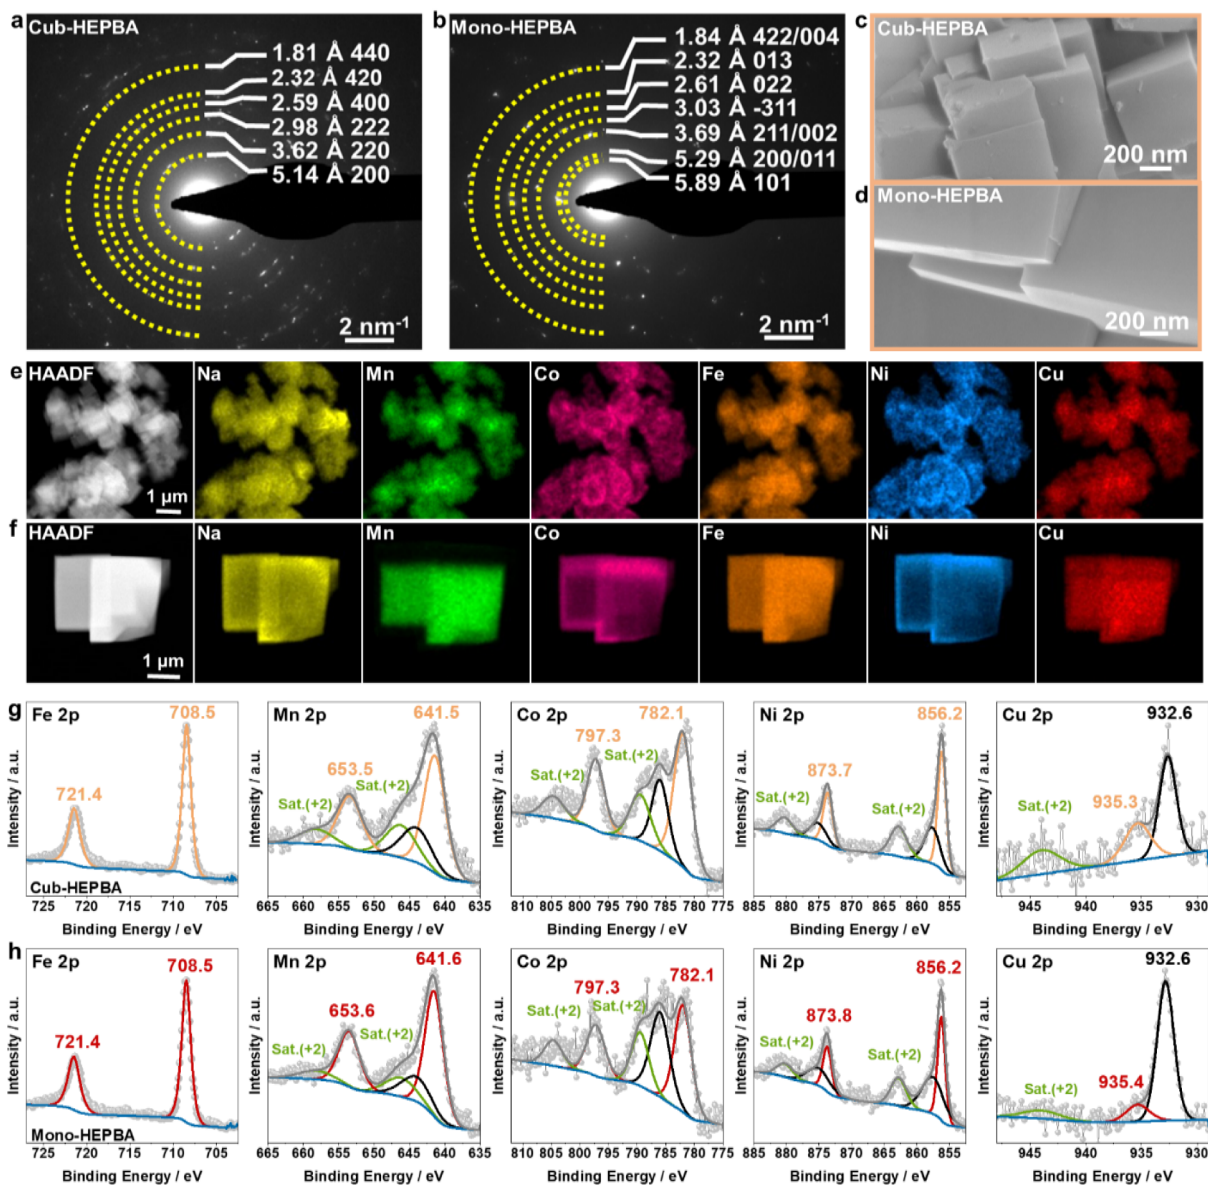 a
Cub-HEPBA
1.81 Å 440
2.32 Å 420
2.59 Å 400
2.98 Å 222
3.62 Å 220
5.14 Å 200
2 nm-1
b
Mono-HEPBA
1.84 Å 422/004
2.32 Å 013
2.61 Å 022
3.03 Å -311
3.69 Å 211/002
5.29 Å 200/011
5.89 Å 101
2 nm-1
c
Cub-HEPBA
200 nm
d
Mono-HEPBA
200 nm
e
HAADF
Na
Mn
Co
Fe
Ni
Cu
1 µm
f
HAADF
Na
Mn
Co
Fe
Ni
Cu
1 µm
g
Fe 2p
708.5
721.4
Intensity / a.u.
Cub-HEPBA
725 720 715 710 705
Binding Energy / eV
Mn 2p
641.5
653.5
Sat.(+2)
Sat.(+2)
Intensity / a.u.
665 660 655 650 645 640 635
Binding Energy / eV
Co 2p
782.1
797.3
Sat.(+2)
Sat.(+2)
Intensity / a.u.
810 805 800 795 790 785 780 775
Binding Energy / eV
Ni 2p
856.2
873.7
Sat.(+2)
Sat.(+2)
Intensity / a.u.
885 880 875 870 865 860 855
Binding Energy / eV
Cu 2p
932.6
935.3
Sat.(+2)
Intensity / a.u.
945 940 935 930
Binding Energy / eV
h
Fe 2p
708.5
721.4
Intensity / a.u.
Mono-HEPBA
725 720 715 710 705
Binding Energy / eV
Mn 2p
641.6
653.6
Sat.(+2)
Sat.(+2)
Intensity / a.u.
665 660 655 650 645 640 635
Binding Energy / eV
Co 2p
782.1
797.3
Sat.(+2)
Sat.(+2)
Intensity / a.u.
810 805 800 795 790 785 780 775
Binding Energy / eV
Ni 2p
856.2
873.8
Sat.(+2)
Sat.(+2)
Intensity / a.u.
885 880 875 870 865 860 855
Binding Energy / eV
Cu 2p
932.6
935.4
Sat.(+2)
Intensity / a.u.
945 940 935 930
Binding Energy / eV